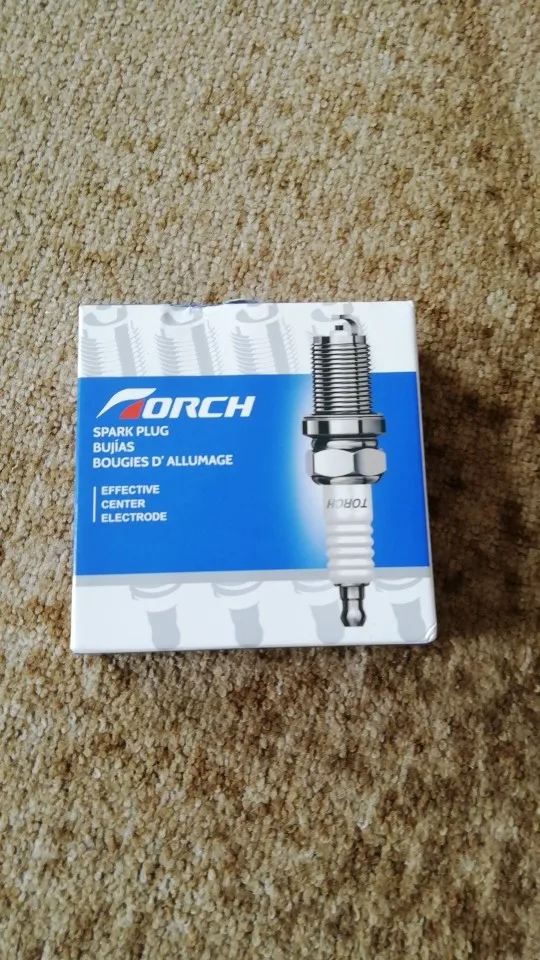 TORCH
SPARK PLUG
BUJÍAS
BOUGIES D' ALLUMAGE
EFFECTIVE
CENTER
ELECTRODE
TORCH